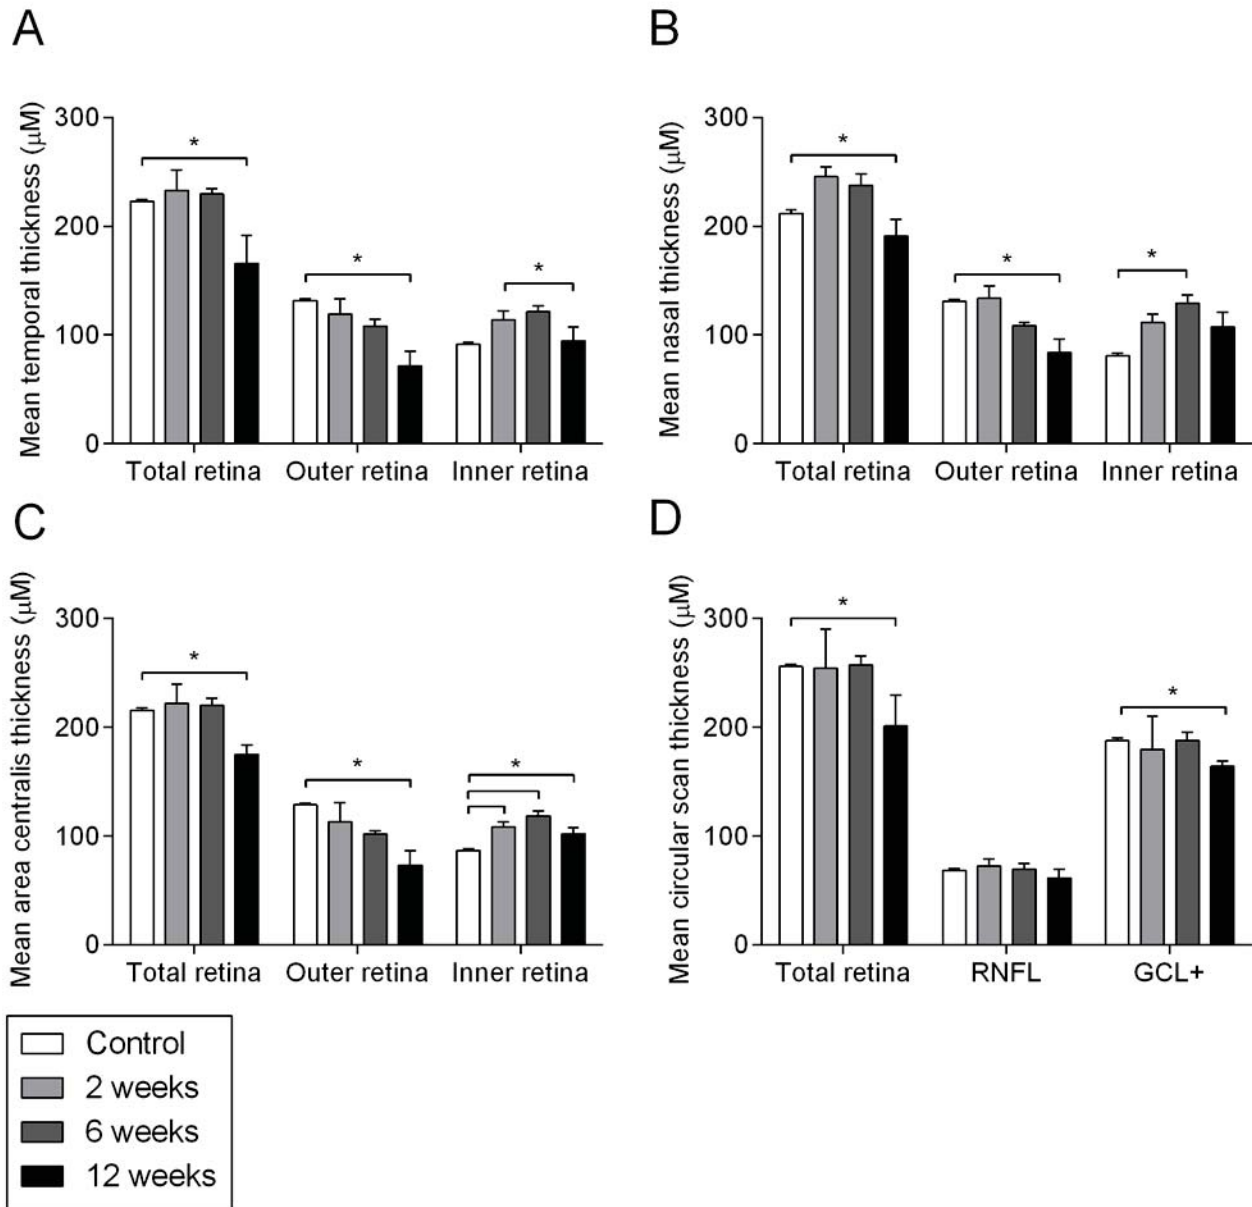 A
Mean temporal thickness (μM)
300
200
100
0
*
*
*
Total retina
Outer retina
Inner retina
B
Mean nasal thickness (μM)
300
200
100
0
*
*
*
Total retina
Outer retina
Inner retina
C
Mean area centralis thickness (μM)
300
200
100
0
*
*
*
Total retina
Outer retina
Inner retina
D
Mean circular scan thickness (μM)
300
200
100
0
*
*
Total retina
RNFL
GCL+
Control
2 weeks
6 weeks
12 weeks